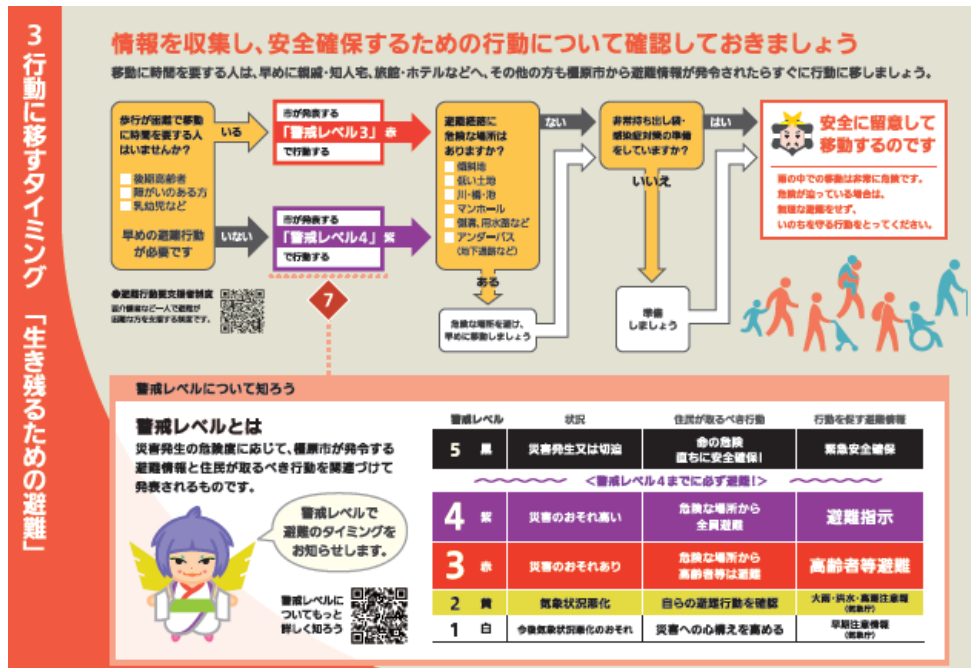 3 行動に移すタイミング 「生き残るための避難」
情報を収集し、安全確保するための行動について確認しておきましょう
移動に時間を要する人は、早めに親戚・知人宅、旅館・ホテルなどへ、その他の方も橿原市から避難情報が発令されたらすぐに行動に移しましょう。
歩行が困難で移動
に時間を要する人
はいませんか？
後期高齢者
障がいのある方
乳幼児など
早めの避難行動
が必要です
いる
いない
市が発表する
「警戒レベル3」赤
で行動する
市が発表する
「警戒レベル4」紫
で行動する
避難経路に
危険な場所は
ありますか？
傾斜地
低い土地
川・橋・池
マンホール
側溝、用水路など
アンダーパス
（地下道路など）
ない
ある
危険な場所を避け、
早めに移動しましょう
非常持ち出し袋・
感染症対策の準備
をしていますか？
はい
いいえ
準備
しましょう
安全に留意して
移動するのです
雨の中での移動は非常に危険です。
危険が迫っている場合は、
無理な避難をせず、
いのちを守る行動をとってください。
●避難行動要支援者制度
要介護者など一人で避難が
困難な方を支援する制度です。
7
警戒レベルについて知ろう
警戒レベルとは
災害発生の危険度に応じて、橿原市が発令する
避難情報と住民が取るべき行動を関連づけて
発表されるものです。
警戒レベルで
避難のタイミングを
お知らせします。
警戒レベルに
ついてもっと
詳しく知ろう
警戒レベル 状況 住民が取るべき行動 行動を促す避難情報
5 黒 災害発生又は切迫 命の危険 直ちに安全確保！ 緊急安全確保
＜警戒レベル4までに必ず避難！＞
4 紫 災害のおそれ高い 危険な場所から 全員避難 避難指示
3 赤 災害のおそれあり 危険な場所から 高齢者等は避難 高齢者等避難
2 黄 気象状況悪化 自らの避難行動を確認 大雨・洪水・高潮注意報 （気象庁）
1 白 今後気象状況悪化のおそれ 災害への心構えを高める 早期注意情報 （気象庁）